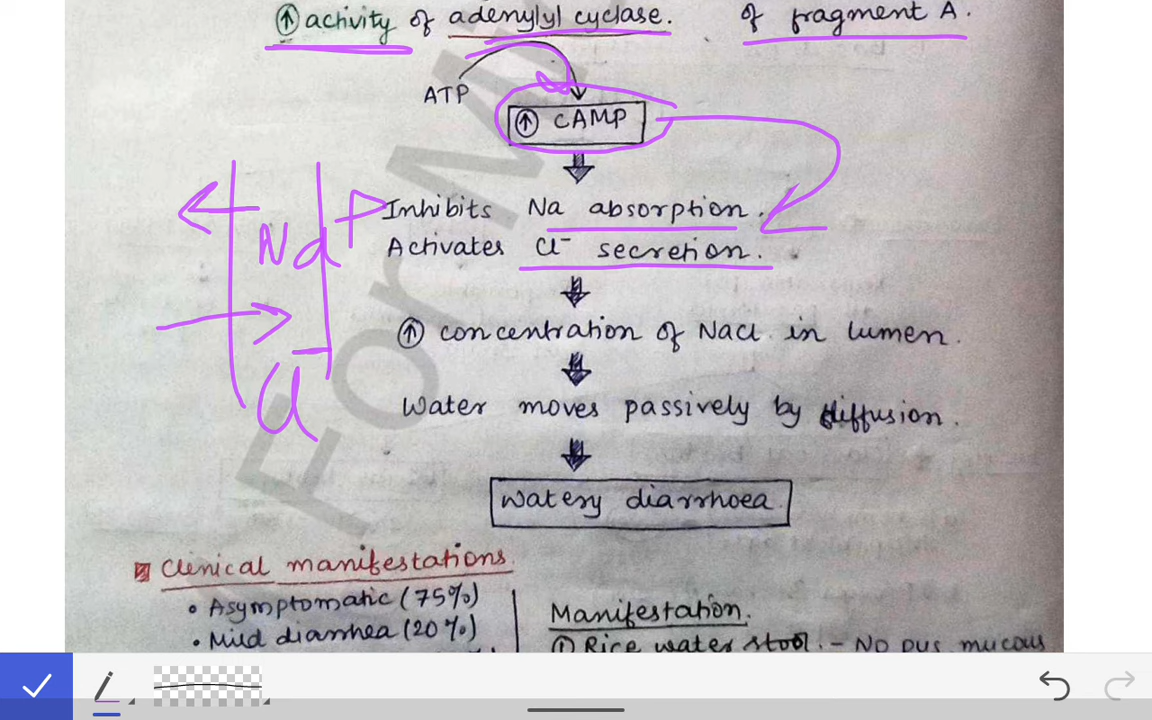 ↑ activity of adenylyl cyclase. of fragment A.
ATP
↑ cAMP
Inhibits Na absorption.
Activates Cl⁻ secretion.
Na
↑ concentration of NaCl in lumen.
Cl
Water moves passively by diffusion.
Watery diarrhoea
Clinical manifestations
• Asymptomatic (75%)
• Mild diarrhea (20%)
Manifestation.
① Rice water stool. - No pus, mucous
For